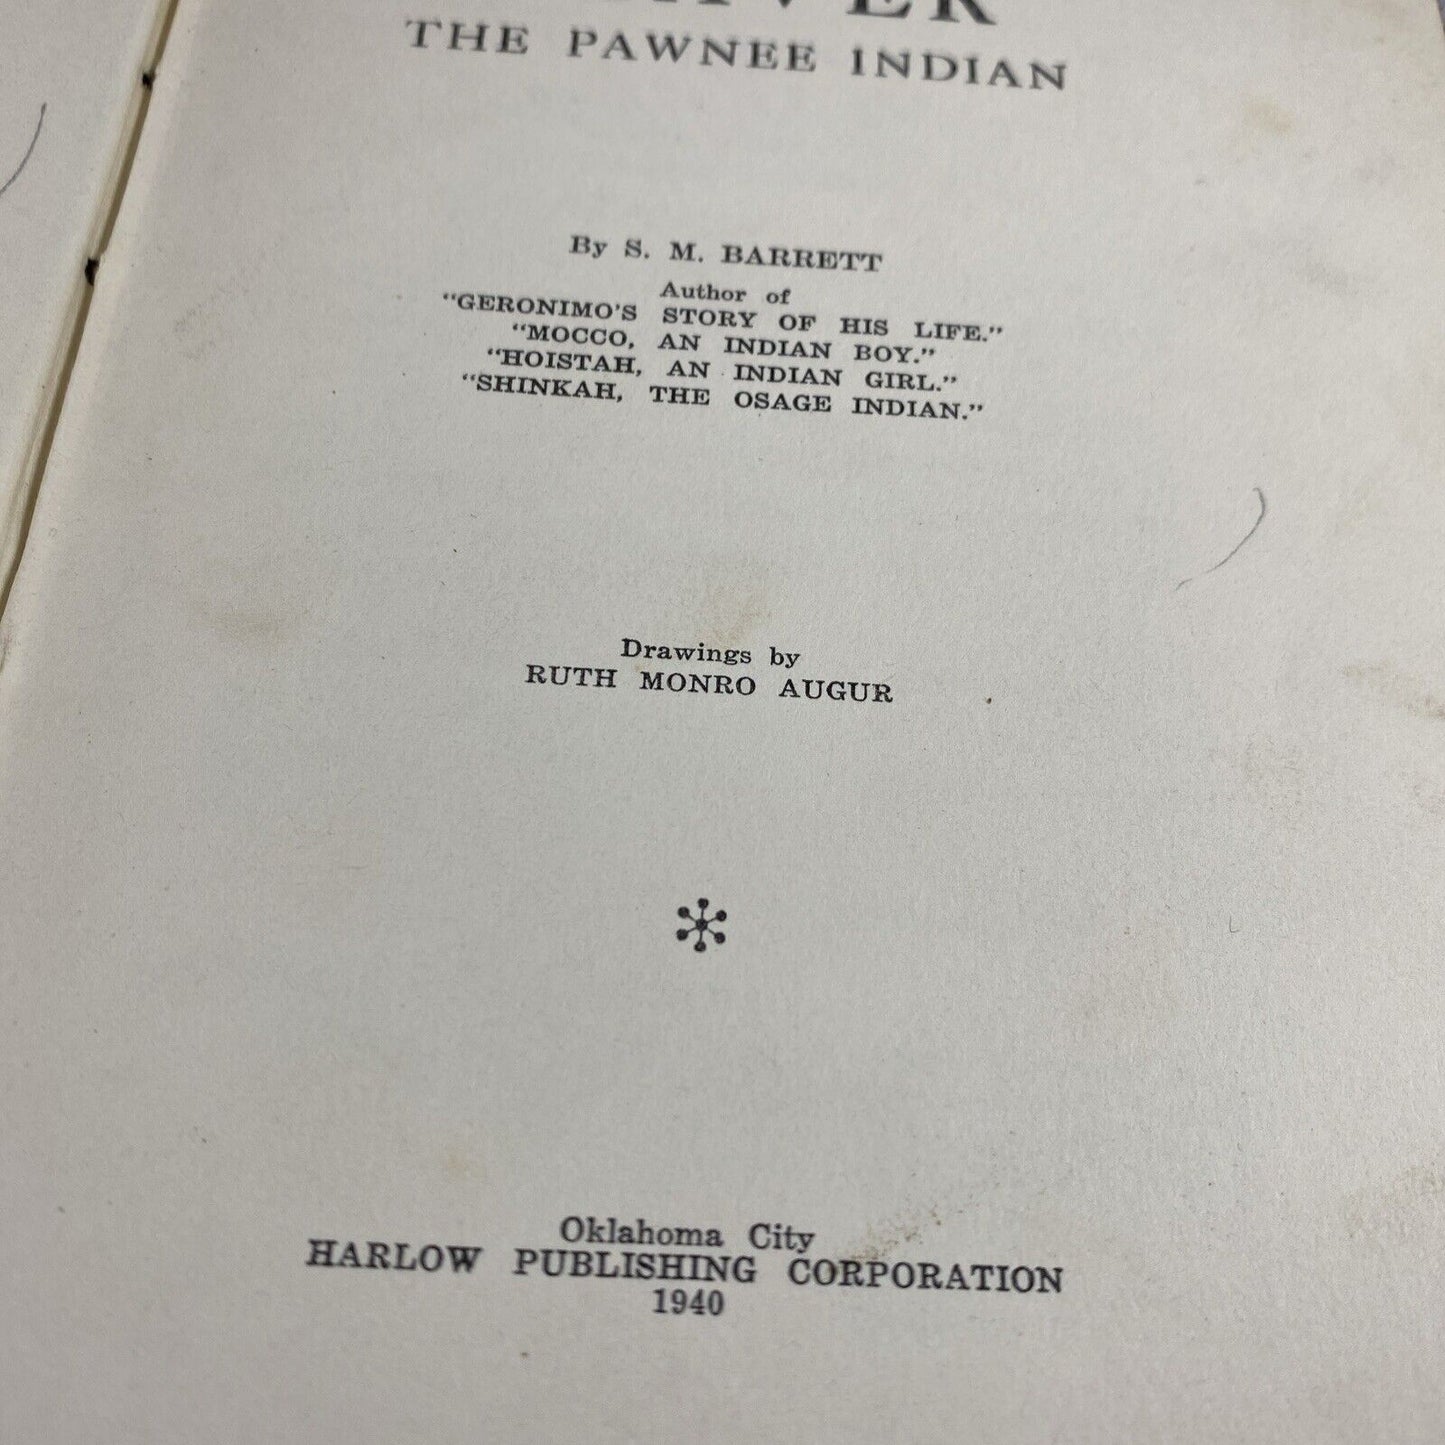 THE PAWNEE INDIAN
By S. M. BARRETT
Author of
"GERONIMO'S STORY OF HIS LIFE."
"MOCCO, AN INDIAN BOY."
"HOISTAH, AN INDIAN GIRL."
"SHINKAH, THE OSAGE INDIAN."
Drawings by
RUTH MONRO AUGUR
Oklahoma City
HARLOW PUBLISHING CORPORATION
1940